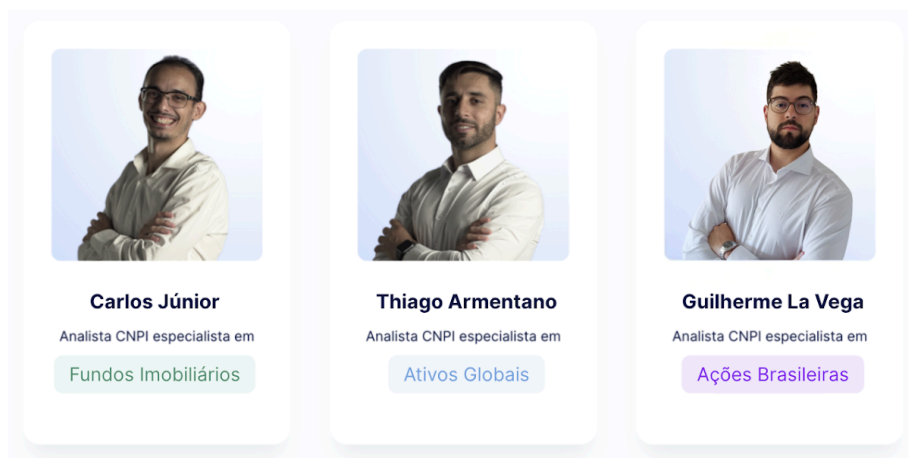 Carlos Júnior
Analista CNPI especialista em
Fundos Imobiliários
Thiago Armentano
Analista CNPI especialista em
Ativos Globais
Guilherme La Vega
Analista CNPI especialista em
Ações Brasileiras